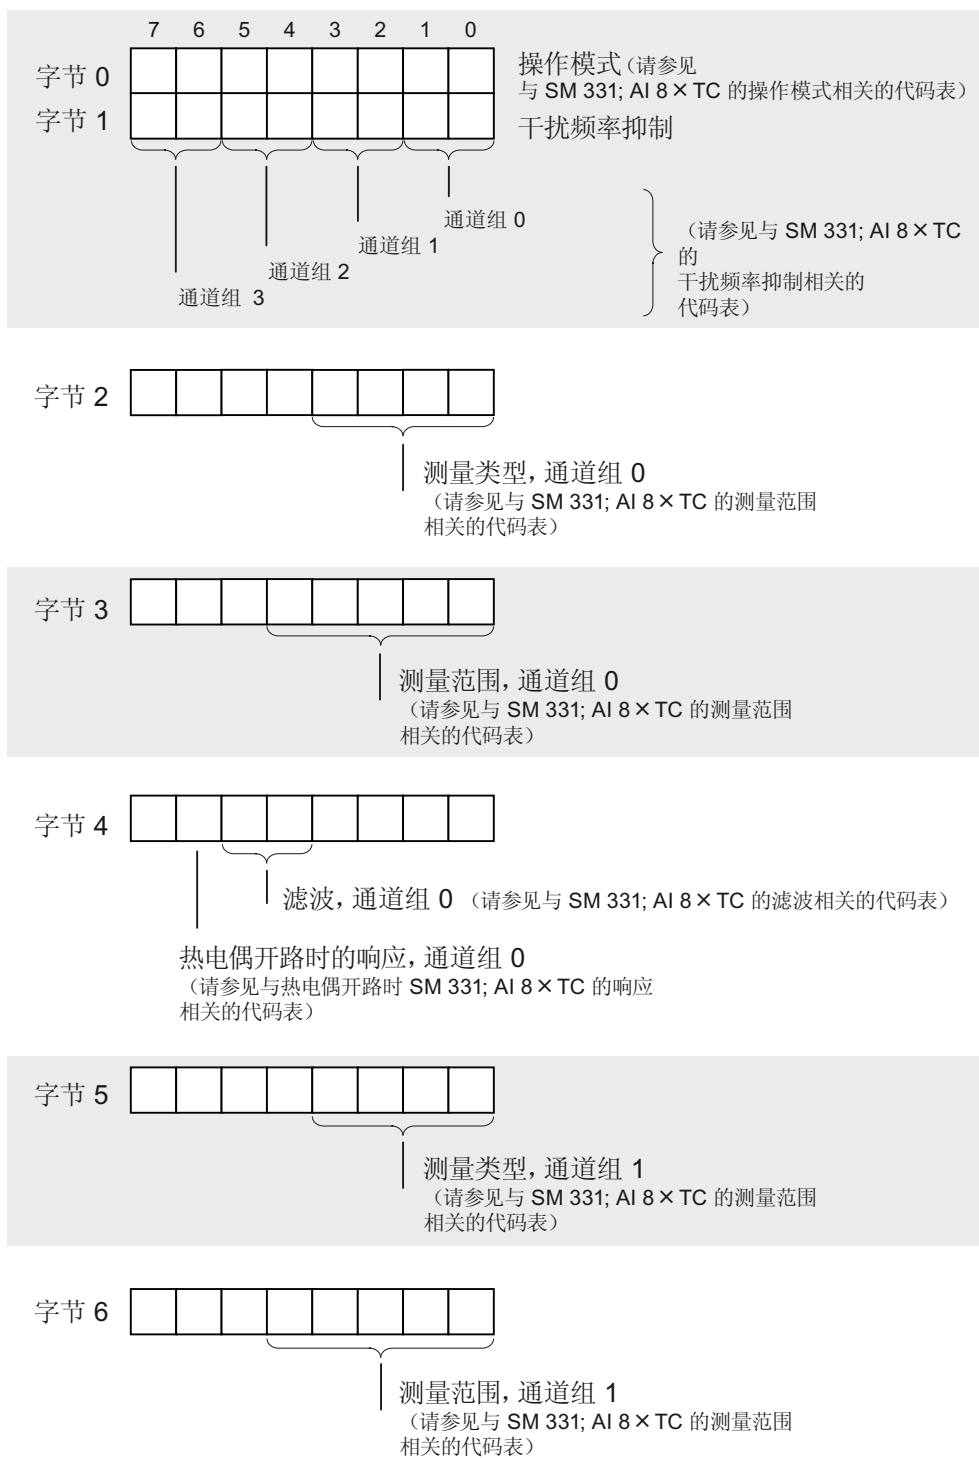 7 6 5 4 3 2 1 0
字节 0
操作模式（请参见
与 SM 331; AI 8×TC 的操作模式相关的代码表）
字节 1
干扰频率抑制
通道组 0
通道组 1
通道组 2
通道组 3
（请参见与 SM 331; AI 8×TC
的
干扰频率抑制相关的
代码表）
字节 2
测量类型，通道组 0
（请参见与 SM 331; AI 8×TC 的测量范围
相关的代码表）
字节 3
测量范围，通道组 0
（请参见与 SM 331; AI 8×TC 的测量范围
相关的代码表）
字节 4
滤波，通道组 0 （请参见与 SM 331; AI 8×TC 的滤波相关的代码表）
热电偶开路时的响应，通道组 0
（请参见与热电偶开路时 SM 331; AI 8×TC 的响应
相关的代码表）
字节 5
测量类型，通道组 1
（请参见与 SM 331; AI 8×TC 的测量范围
相关的代码表）
字节 6
测量范围，通道组 1
（请参见与 SM 331; AI 8×TC 的测量范围
相关的代码表）